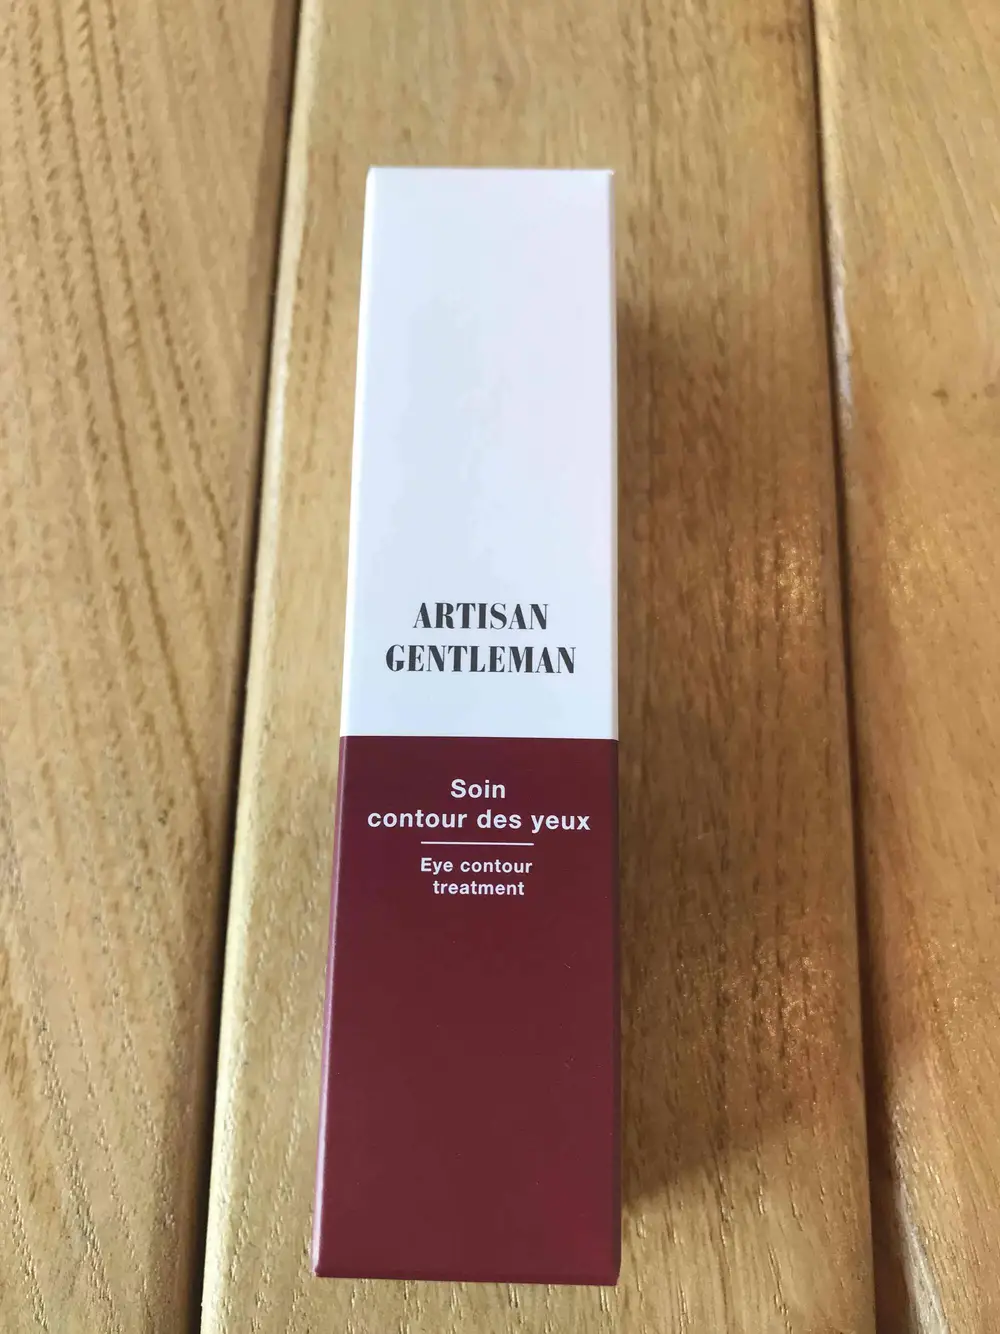 ARTISAN
GENTLEMAN
Soin
contour des yeux
Eye contour
treatment